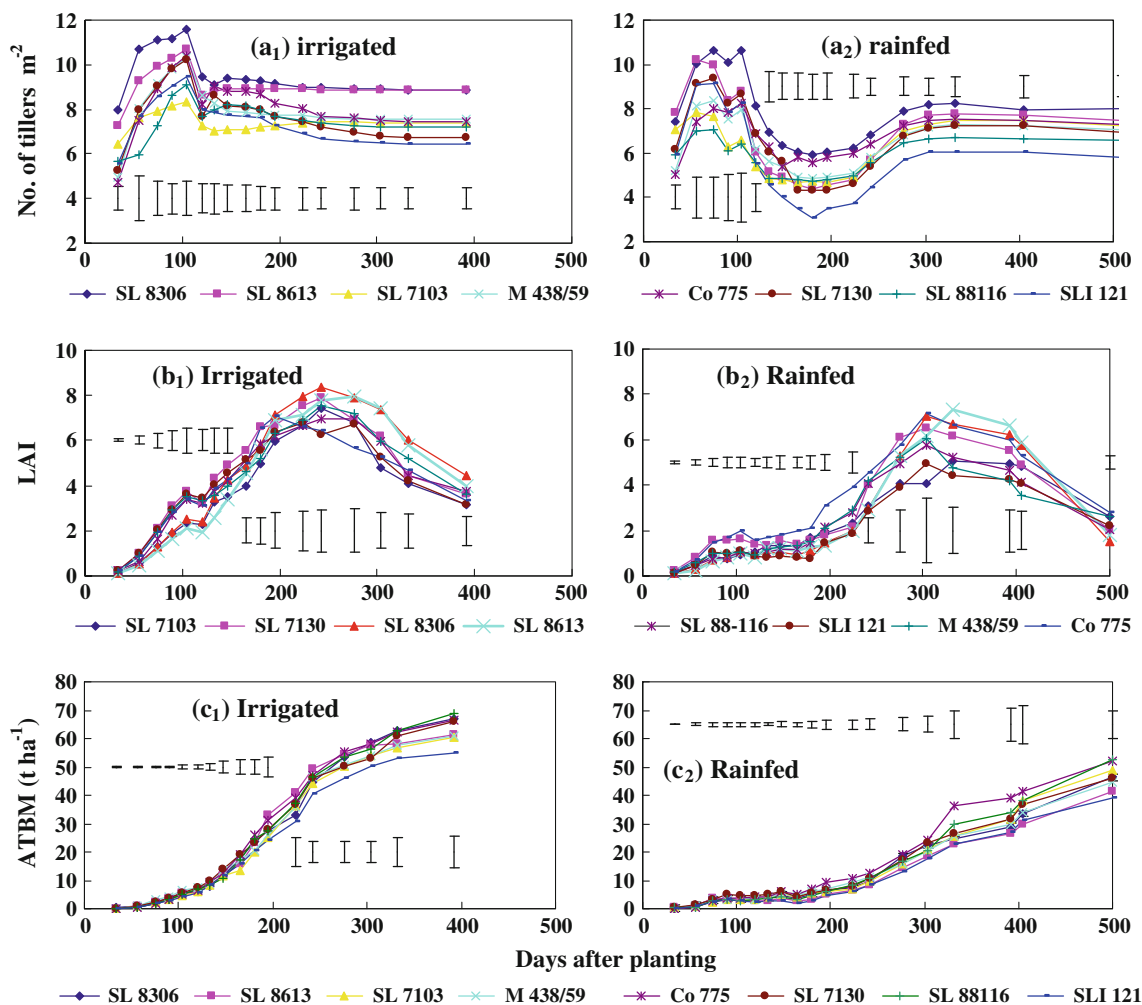 (a1) irrigated
(a2) rainfed
No. of tillers m-2
12
10
8
6
4
2
0 100 200 300 400 500
12
10
8
6
4
2
0 100 200 300 400 500
SL 8306 SL 8613 SL 7103 M 438/59 Co 775 SL 7130 SL 88116 SLI 121
(b1) Irrigated
(b2) Rainfed
LAI
10
8
6
4
2
0
0 100 200 300 400 500
10
8
6
4
2
0
0 100 200 300 400 500
SL 7103 SL 7130 SL 8306 SL 8613 SL 88-116 SLI 121 M 438/59 Co 775
(c1) Irrigated
(c2) Rainfed
ATBM (t ha-1)
80
70
60
50
40
30
20
10
0
0 100 200 300 400 500
80
70
60
50
40
30
20
10
0
0 100 200 300 400 500
Days after planting
SL 8306 SL 8613 SL 7103 M 438/59 Co 775 SL 7130 SL 88116 SLI 121